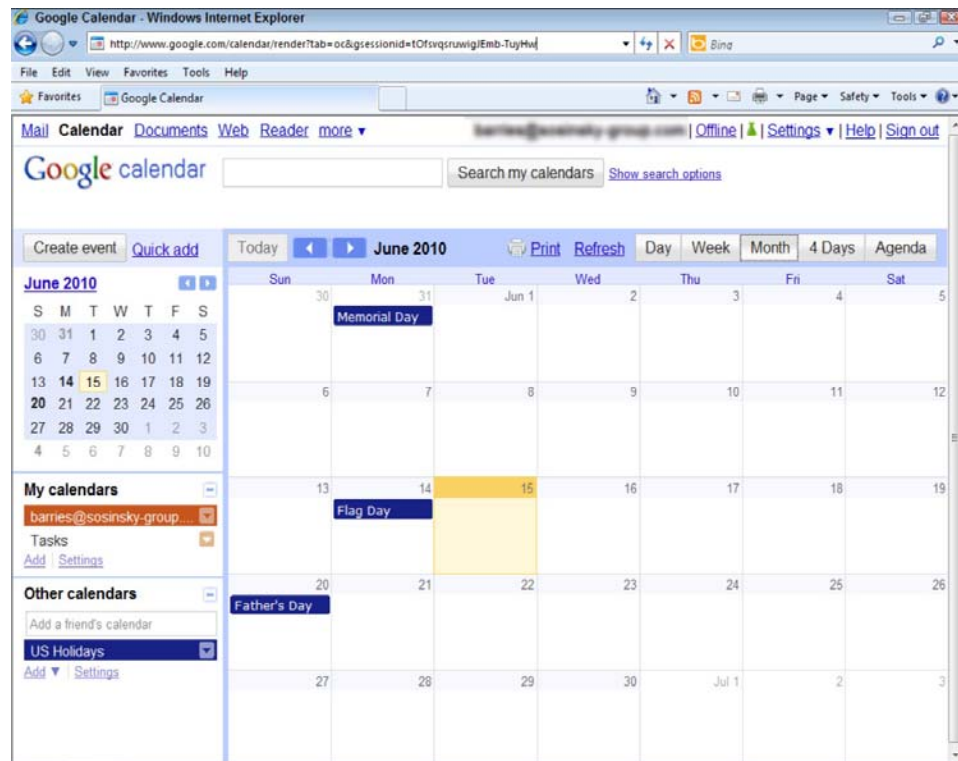 Google Calendar - Windows Internet Explorer
http://www.google.com/calendar/render?tab=oc&gsessionid=tOfsvqsruwigJEmb-TuyHw
Bing
File Edit View Favorites Tools Help
Favorites Google Calendar Page Safety Tools
Mail Calendar Documents Web Reader more | Offline | | Settings | Help | Sign out
Google calendar Search my calendars Show search options
Create event Quick add Today June 2010 Print Refresh Day Week Month 4 Days Agenda
June 2010
S M T W T F S
30 31 1 2 3 4 5
6 7 8 9 10 11 12
13 14 15 16 17 18 19
20 21 22 23 24 25 26
27 28 29 30 1 2 3
4 5 6 7 8 9 10
My calendars
barries@sosinsky-group....
Tasks
Add Settings
Other calendars
Add a friend's calendar
US Holidays
Add Settings
Sun Mon Tue Wed Thu Fri Sat
30 31 Jun 1 2 3 4 5
Memorial Day
6 7 8 9 10 11 12
13 14 15 16 17 18 19
Flag Day
20 21 22 23 24 25 26
Father's Day
27 28 29 30 Jul 1 2 3